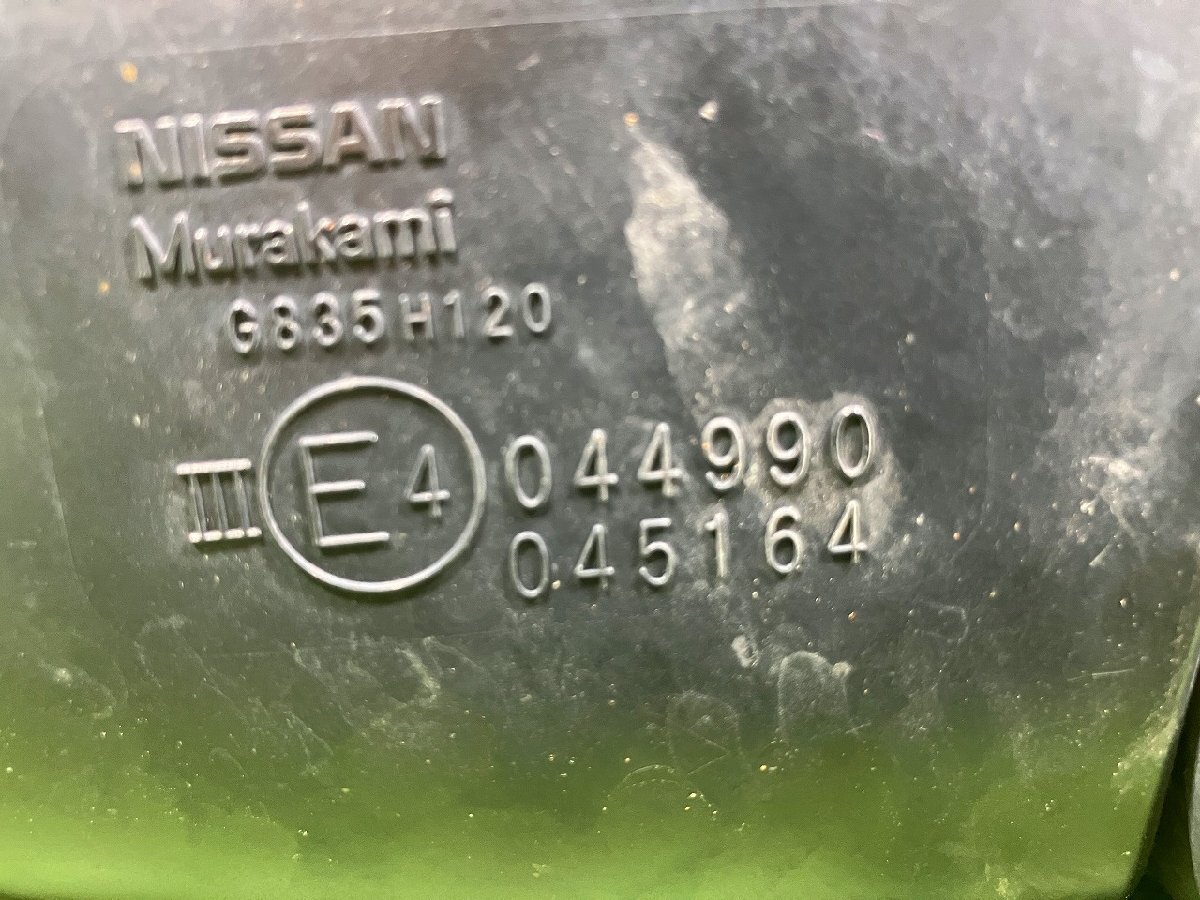 NISSAN
Murakami
G835H120
III E4 044990
045164